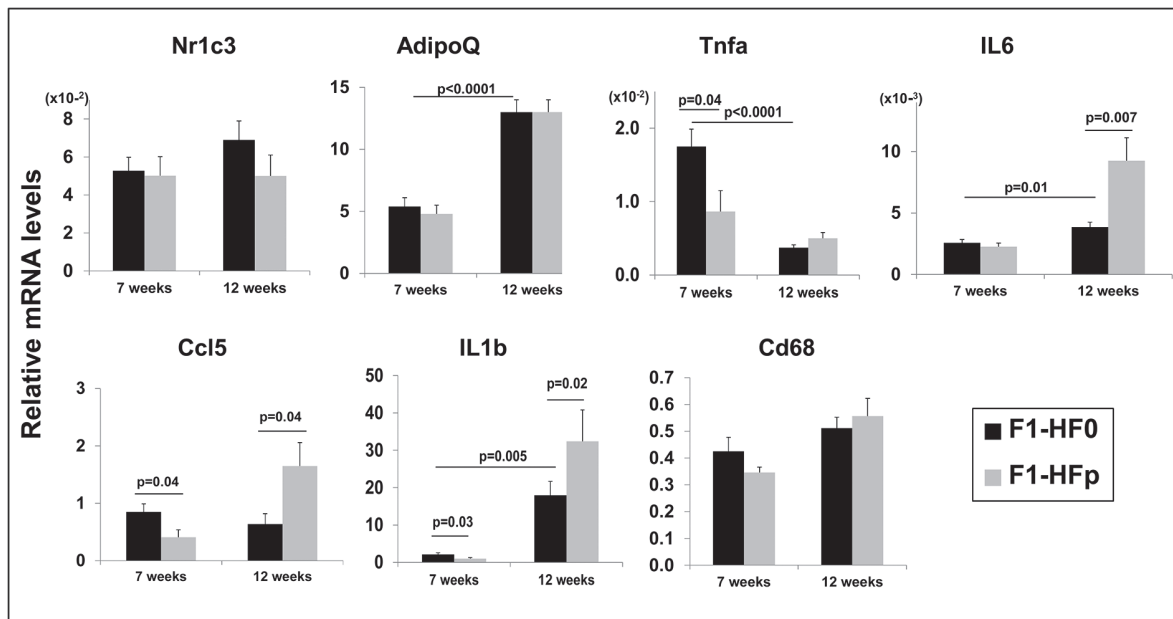 Relative mRNA levels
Nr1c3
(x10-2)
8
6
4
2
0
7 weeks
12 weeks
AdipoQ
15
10
5
0
p<0.0001
7 weeks
12 weeks
Tnfa
(x10-2)
2.0
1.0
0.0
p=0.04
p<0.0001
7 weeks
12 weeks
IL6
(x10-3)
10
5
0
p=0.007
p=0.01
7 weeks
12 weeks
Ccl5
3
2
1
0
p=0.04
p=0.04
7 weeks
12 weeks
IL1b
50
40
30
20
10
0
p=0.02
p=0.005
p=0.03
7 weeks
12 weeks
Cd68
0.7
0.6
0.5
0.4
0.3
0.2
0.1
0.0
7 weeks
12 weeks
F1-HF0
F1-HFp